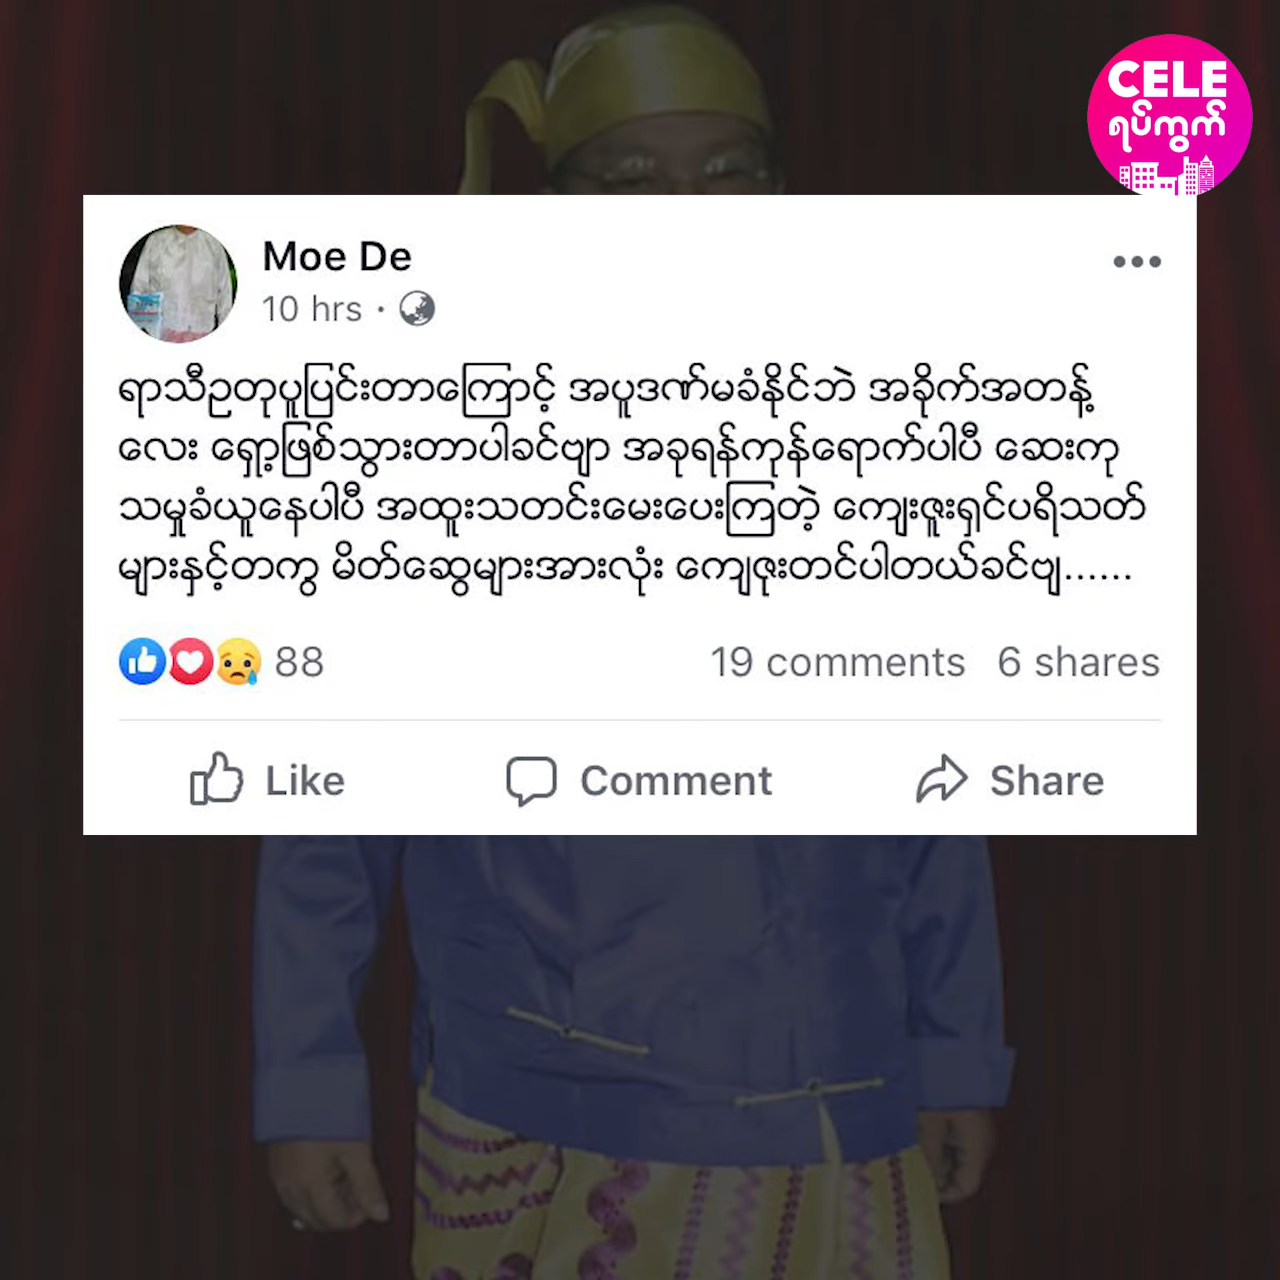 CELE
ရပ်ကွက်
Moe De
10 hrs ·
ရာသီဥတုပူပြင်းတာကြောင့် အပူဒဏ်မခံနိုင်ဘဲ အခိုက်အတန့်
လေး ရှော့ဖြစ်သွားတာပါခင်ဗျာ အခုရန်ကုန်ရောက်ပါပီ ဆေးကု
သမှုခံယူနေပါပီ အထူးသတင်းမေးပေးကြတဲ့ ကျေးဇူးရှင်ပရိသတ်
များနှင့်တကွ မိတ်ဆွေများအားလုံး ကျေဇုးတင်ပါတယ်ခင်ဗျ......
88
19 comments 6 shares
Like Comment Share